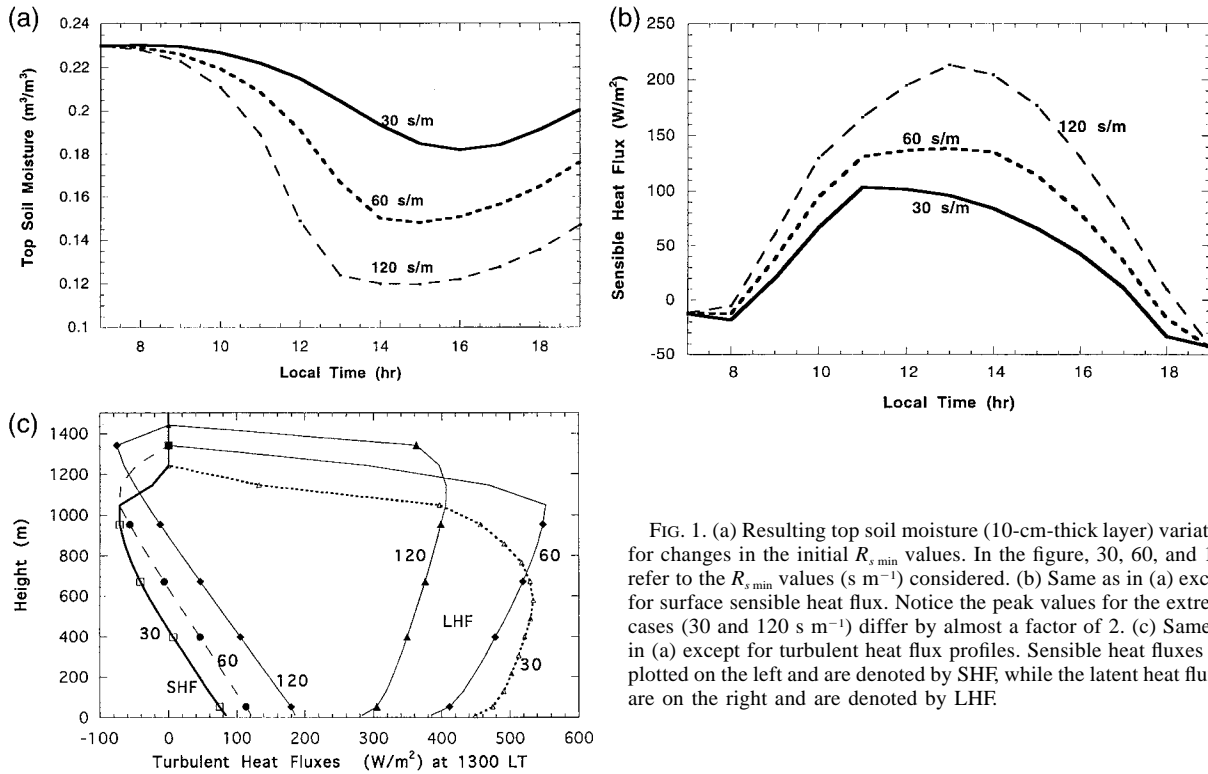 (a)
0.24
0.22
0.2
0.18
0.16
0.14
0.12
0.1
Top Soil Moisture (m³/m³)
30 s/m
60 s/m
120 s/m
8 10 12 14 16 18
Local Time (hr)
(b)
250
200
150
100
50
0
-50
Sensible Heat Flux (W/m²)
120 s/m
60 s/m
30 s/m
8 10 12 14 16 18
Local Time (hr)
(c)
1400
1200
1000
800
600
400
200
0
Height (m)
30
60
120
SHF
120
LHF
60
30
-100 0 100 200 300 400 500 600
Turbulent Heat Fluxes (W/m²) at 1300 LT
FIG. 1. (a) Resulting top soil moisture (10-cm-thick layer) variat
for changes in the initial R s min values. In the figure, 30, 60, and 1
refer to the R s min values (s m⁻¹) considered. (b) Same as in (a) exc
for surface sensible heat flux. Notice the peak values for the extre
cases (30 and 120 s m⁻¹) differ by almost a factor of 2. (c) Same
in (a) except for turbulent heat flux profiles. Sensible heat fluxes
plotted on the left and are denoted by SHF, while the latent heat flu
are on the right and are denoted by LHF.